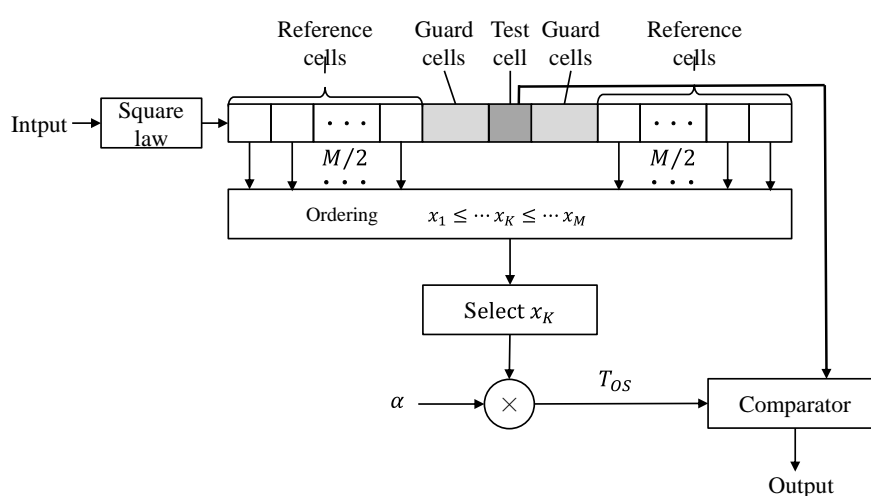 Reference cells
Guard cells
Test cell
Guard cells
Reference cells
Intput
Square law
• • •
• • •
M/2
M/2
• • •
• • •
Ordering x₁ ≤ ⋯ x_K ≤ ⋯ x_M
Select x_K
α
×
T_OS
Comparator
Output